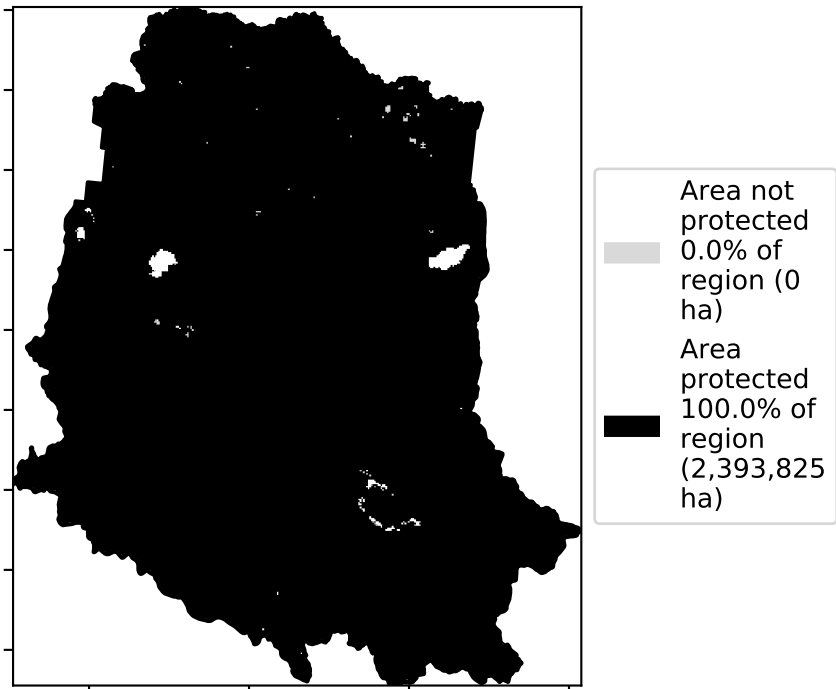 Area not
protected
0.0% of
region (0
ha)
Area
protected
100.0% of
region
(2,393,825
ha)